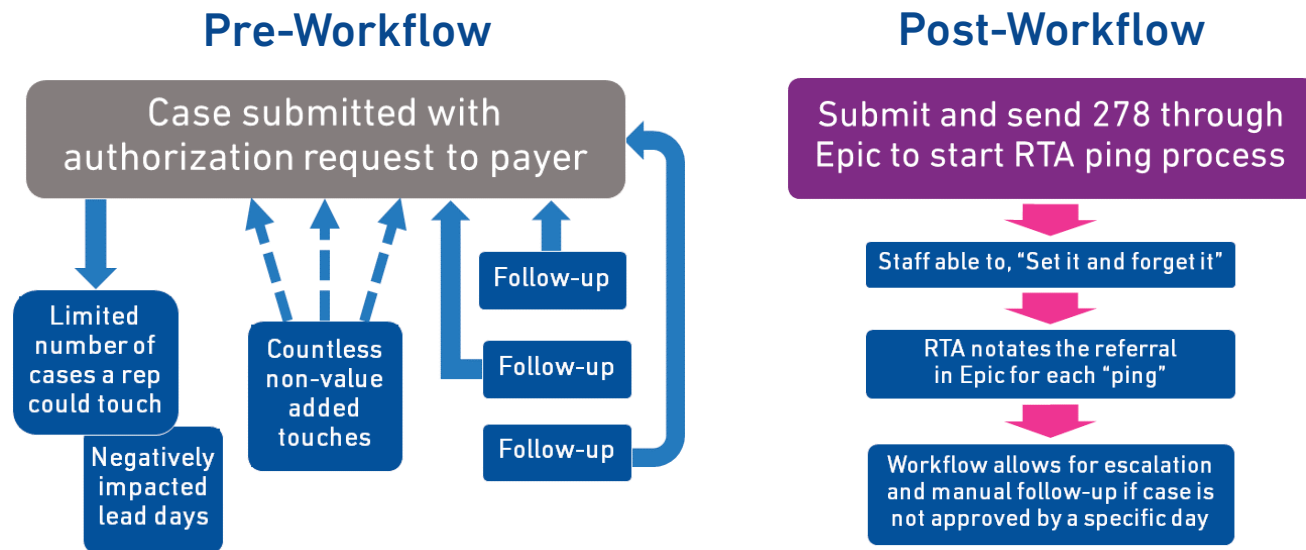 Pre-Workflow
Case submitted with
authorization request to payer
Limited
number of
cases a rep
could touch
Negatively
impacted
lead days
Countless
non-value
added
touches
Follow-up
Follow-up
Follow-up
Post-Workflow
Submit and send 278 through
Epic to start RTA ping process
Staff able to, “Set it and forget it”
RTA notates the referral
in Epic for each “ping”
Workflow allows for escalation
and manual follow-up if case is
not approved by a specific day